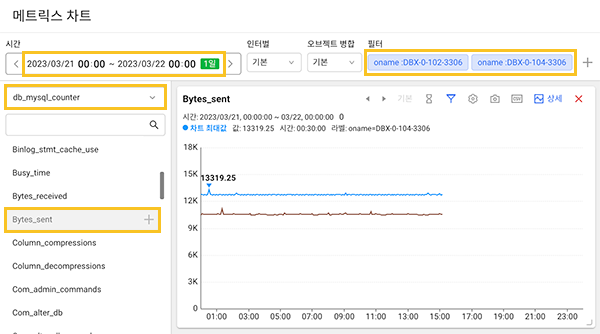 메트릭스 차트
시간 인터벌 오브젝트 병합 필터
2023/03/21 00:00 ~ 2023/03/22 00:00 1일 기본 기본 oname :DBX-0-102-3306 oname :DBX-0-104-3306
db_mysql_counter
Binlog_stmt_cache_use
Busy_time
Bytes_received
Bytes_sent
Column_compressions
Column_decompressions
Com_admin_commands
Com_alter_db
Bytes_sent 기본 CSV 상세
시간: 2023/03/21, 00:00:00 ~ 03/22, 00:00:00 ()
차트 최대값 값: 13319.25 시간: 00:30:00 라벨: oname=DBX-0-104-3306
18K
15K
13319.25
12K
9K
6K
3K
0
01:00 03:00 05:00 07:00 09:00 11:00 13:00 15:00 17:00 19:00 21:00 23:00